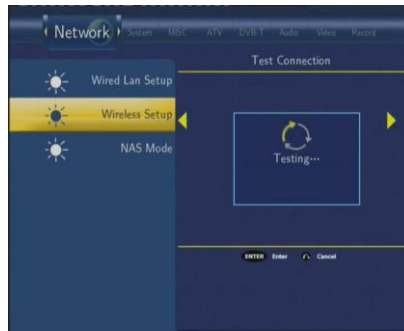 Network System MISC ATV DVB-T Audio Video Record
Test Connection
Wired Lan Setup
Wireless Setup
NAS Mode
Testing···
ENTER Enter Cancel